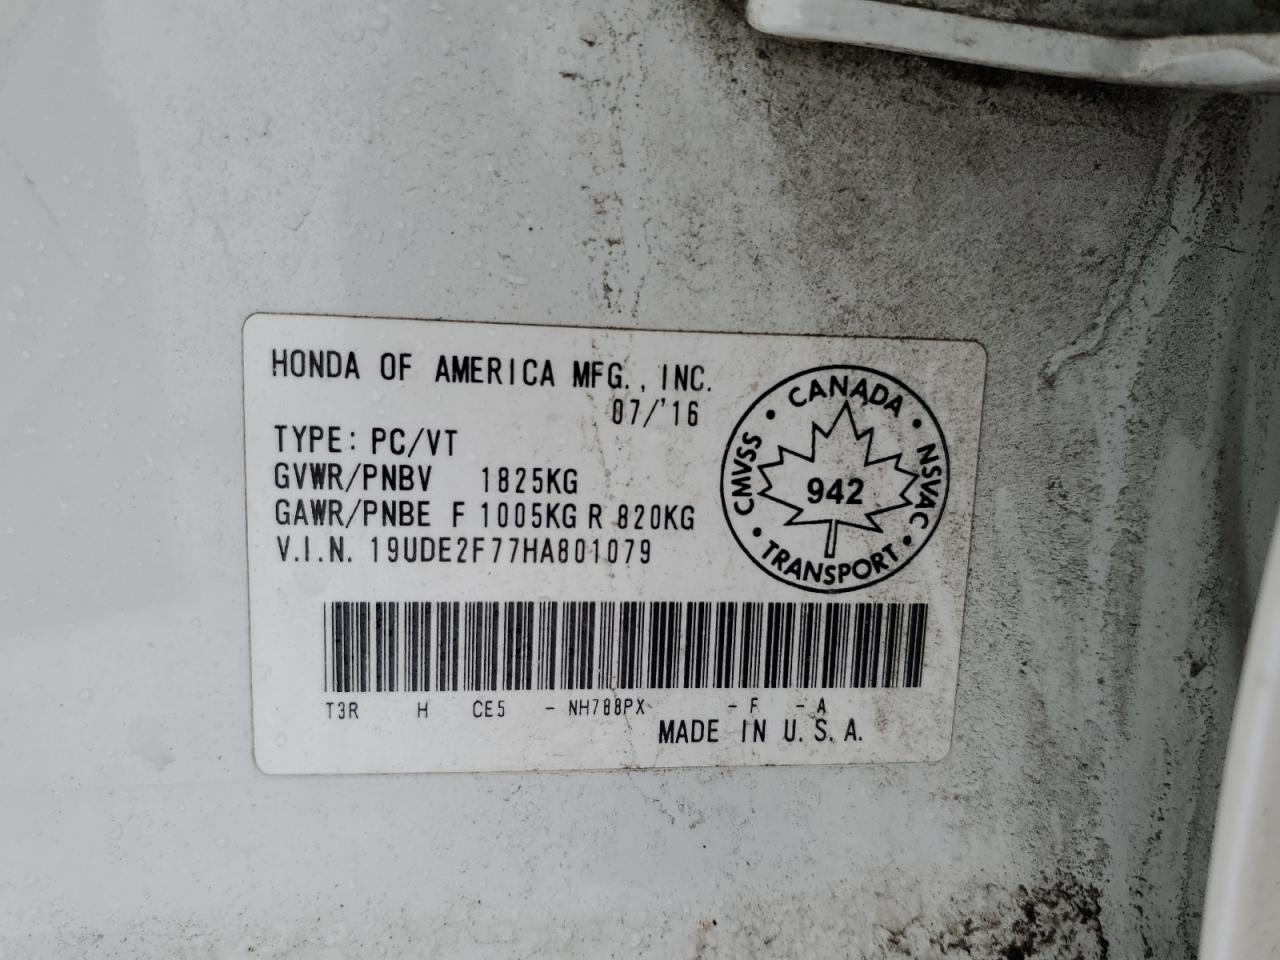 HONDA OF AMERICA MFG., INC.
07/'16
TYPE: PC/VT
GVWR/PNBV 1825KG
GAWR/PNBE F 1005KG R 820KG
V.I.N. 19UDE2F77HA801079
CANADA
CMVSS
NSVAC
942
TRANSPORT
T3R H CE5 - NH788PX - F - A
MADE IN U.S.A.